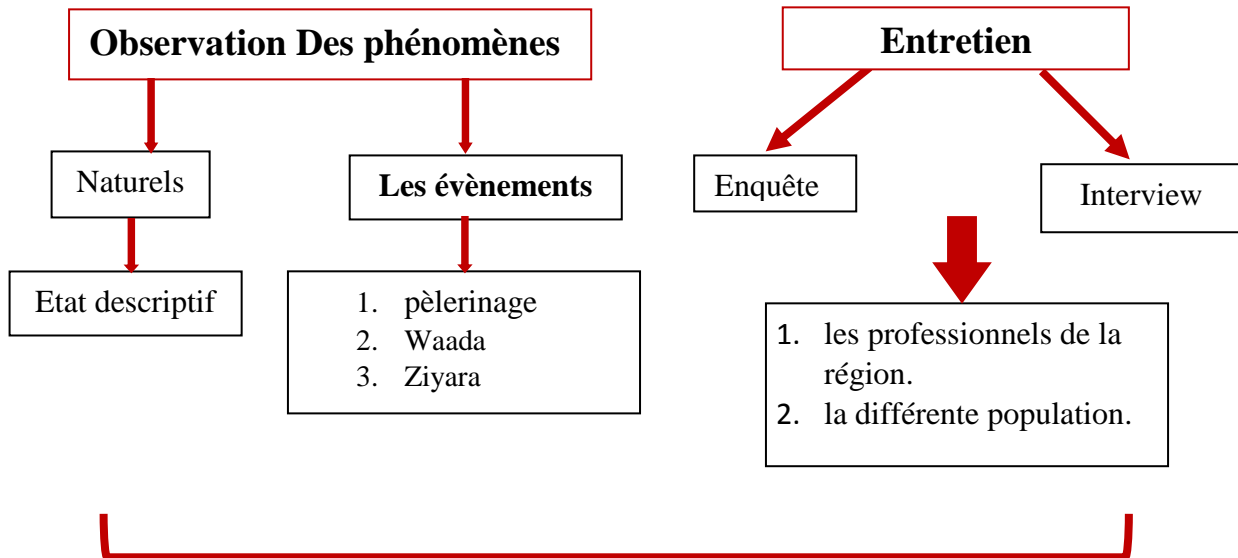 Observation Des phénomènes
Entretien
Naturels
Les évènements
Enquête
Interview
Etat descriptif
1. pèlerinage
2. Waada
3. Ziyara
1. les professionnels de la
région.
2. la différente population.